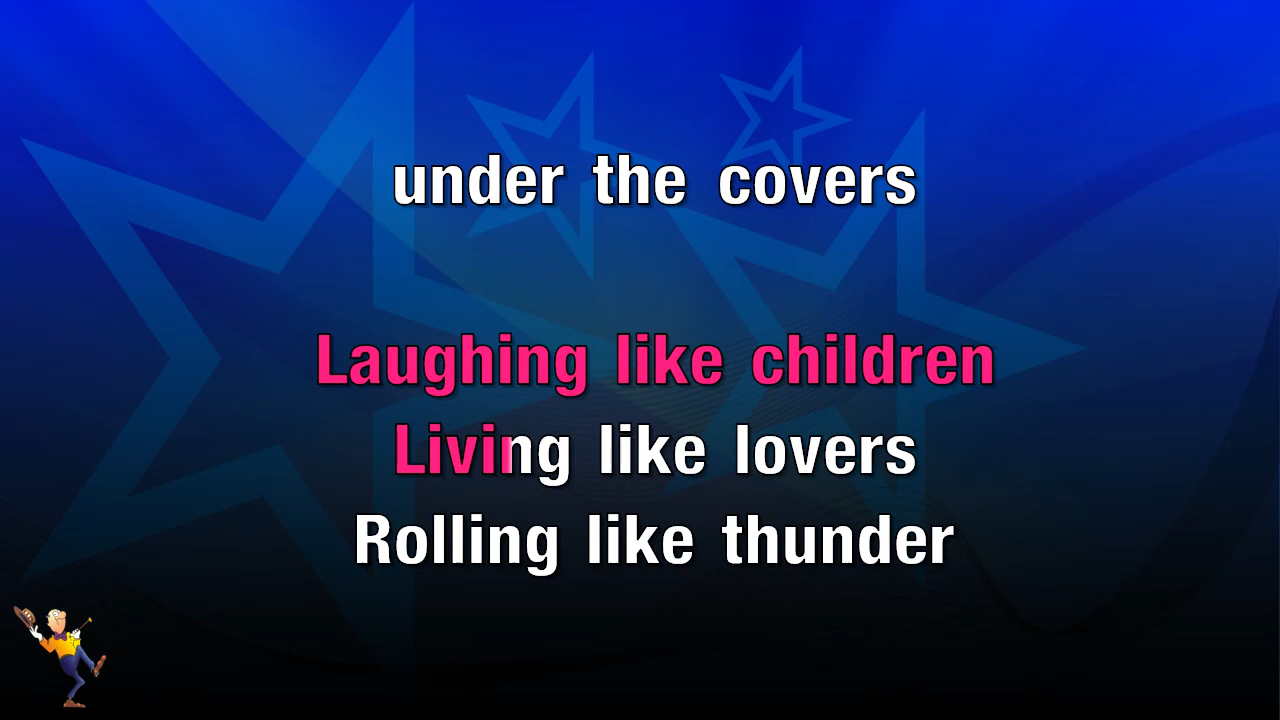 under the covers
Laughing like children
Living like lovers
Rolling like thunder